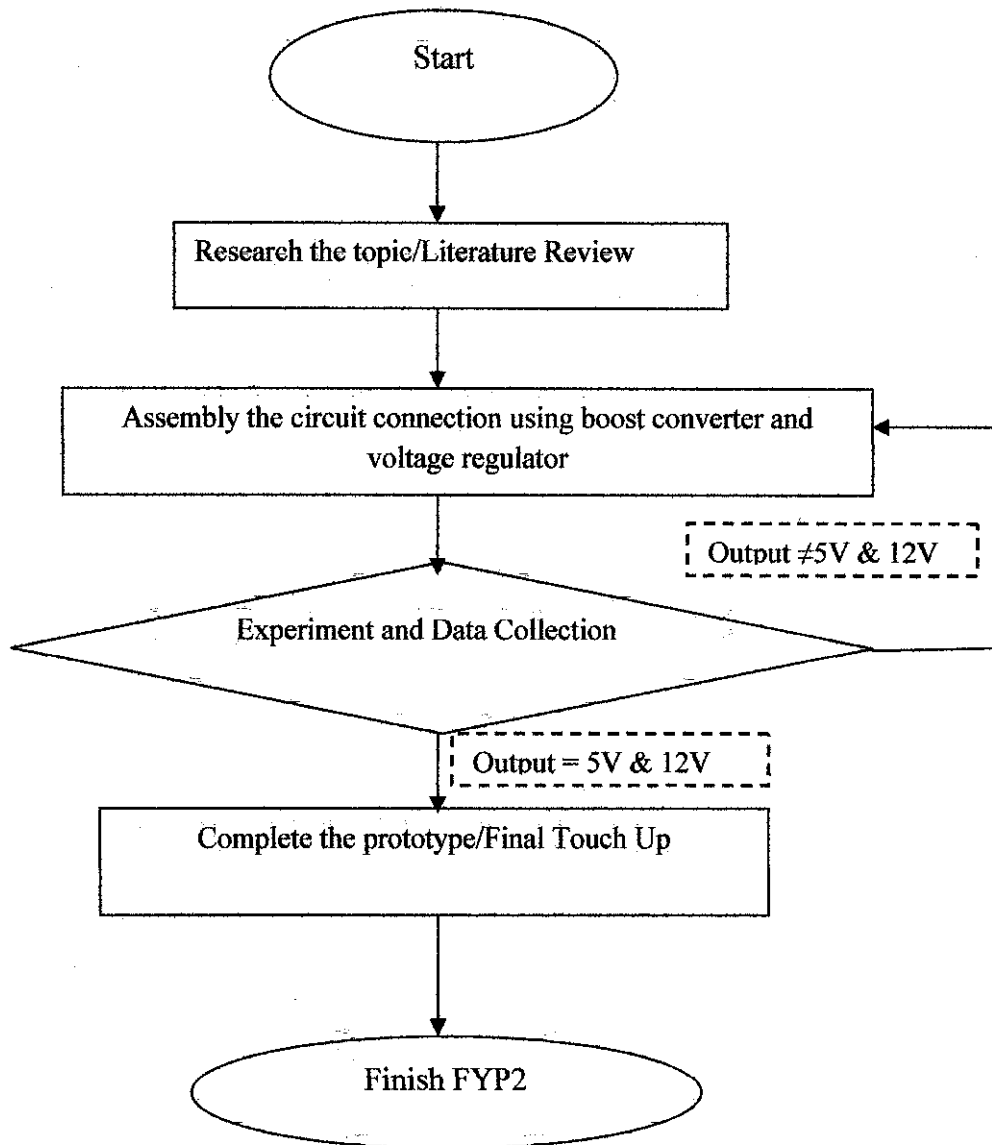 Start
Research the topic/Literature Review
Assembly the circuit connection using boost converter and
voltage regulator
Output ≠5V & 12V
Experiment and Data Collection
Output = 5V & 12V
Complete the prototype/Final Touch Up
Finish FYP2